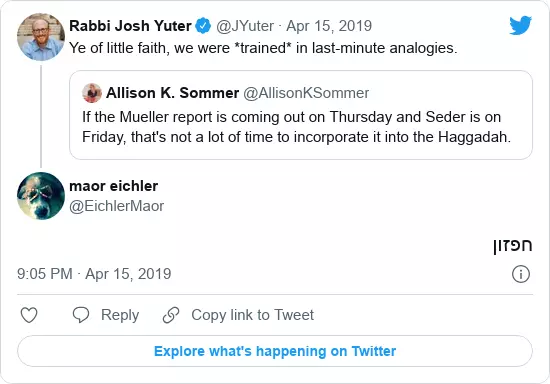 Rabbi Josh Yuter @JYuter · Apr 15, 2019
Ye of little faith, we were *trained* in last-minute analogies.
Allison K. Sommer @AllisonKSommer
If the Mueller report is coming out on Thursday and Seder is on
Friday, that's not a lot of time to incorporate it into the Haggadah.
maor eichler
@EichlerMaor
חפזון
9:05 PM · Apr 15, 2019
Reply Copy link to Tweet
Explore what's happening on Twitter